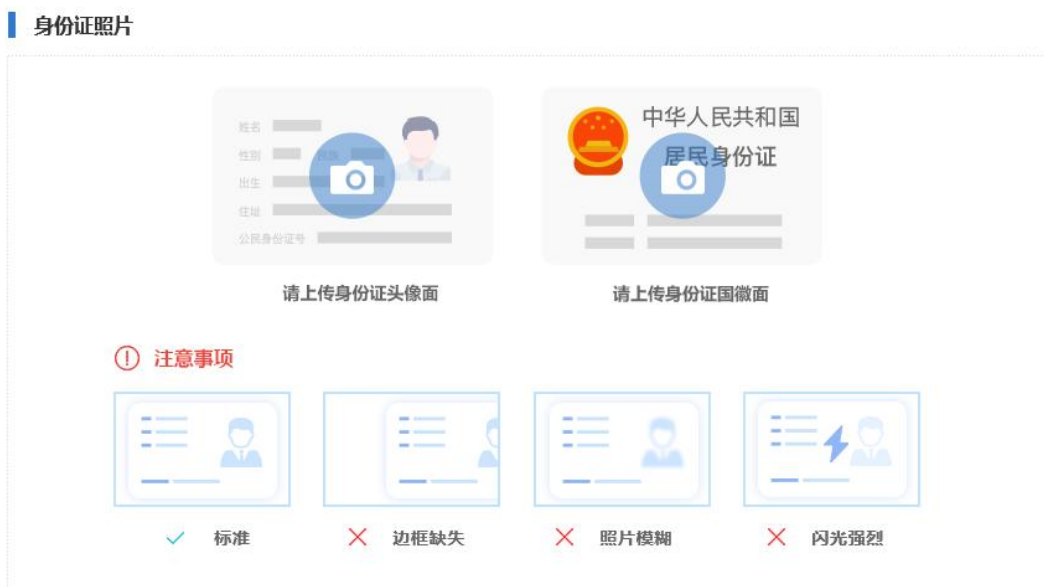 身份证照片
姓名
性别 民族
出生
住址
公民身份证号
中华人民共和国
居民身份证
请上传身份证头像面
请上传身份证国徽面
注意事项
标准
边框缺失
照片模糊
闪光强烈